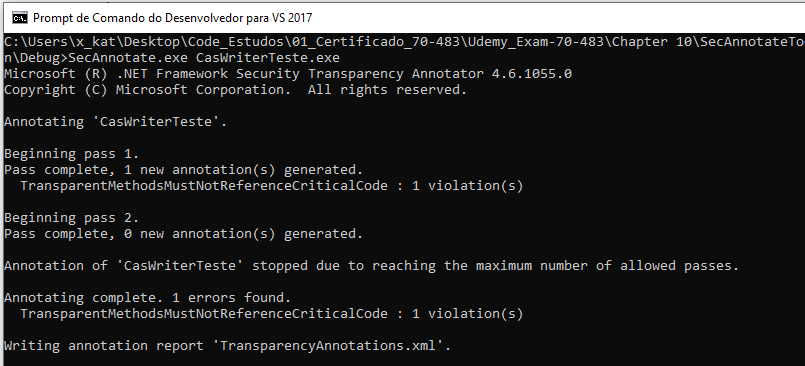 Prompt de Comando do Desenvolvedor para VS 2017
C:\Users\x_kat\Desktop\Code_Estudos\01_Certificado_70-483\Udemy_Exam-70-483\Chapter 10\SecAnnotateTo
n\Debug>SecAnnotate.exe CasWriterTeste.exe
Microsoft (R) .NET Framework Security Transparency Annotator 4.6.1055.0
Copyright (C) Microsoft Corporation.  All rights reserved.
Annotating 'CasWriterTeste'.
Beginning pass 1.
Pass complete, 1 new annotation(s) generated.
  TransparentMethodsMustNotReferenceCriticalCode : 1 violation(s)
Beginning pass 2.
Pass complete, 0 new annotation(s) generated.
Annotation of 'CasWriterTeste' stopped due to reaching the maximum number of allowed passes.
Annotating complete. 1 errors found.
  TransparentMethodsMustNotReferenceCriticalCode : 1 violation(s)
Writing annotation report 'TransparencyAnnotations.xml'.